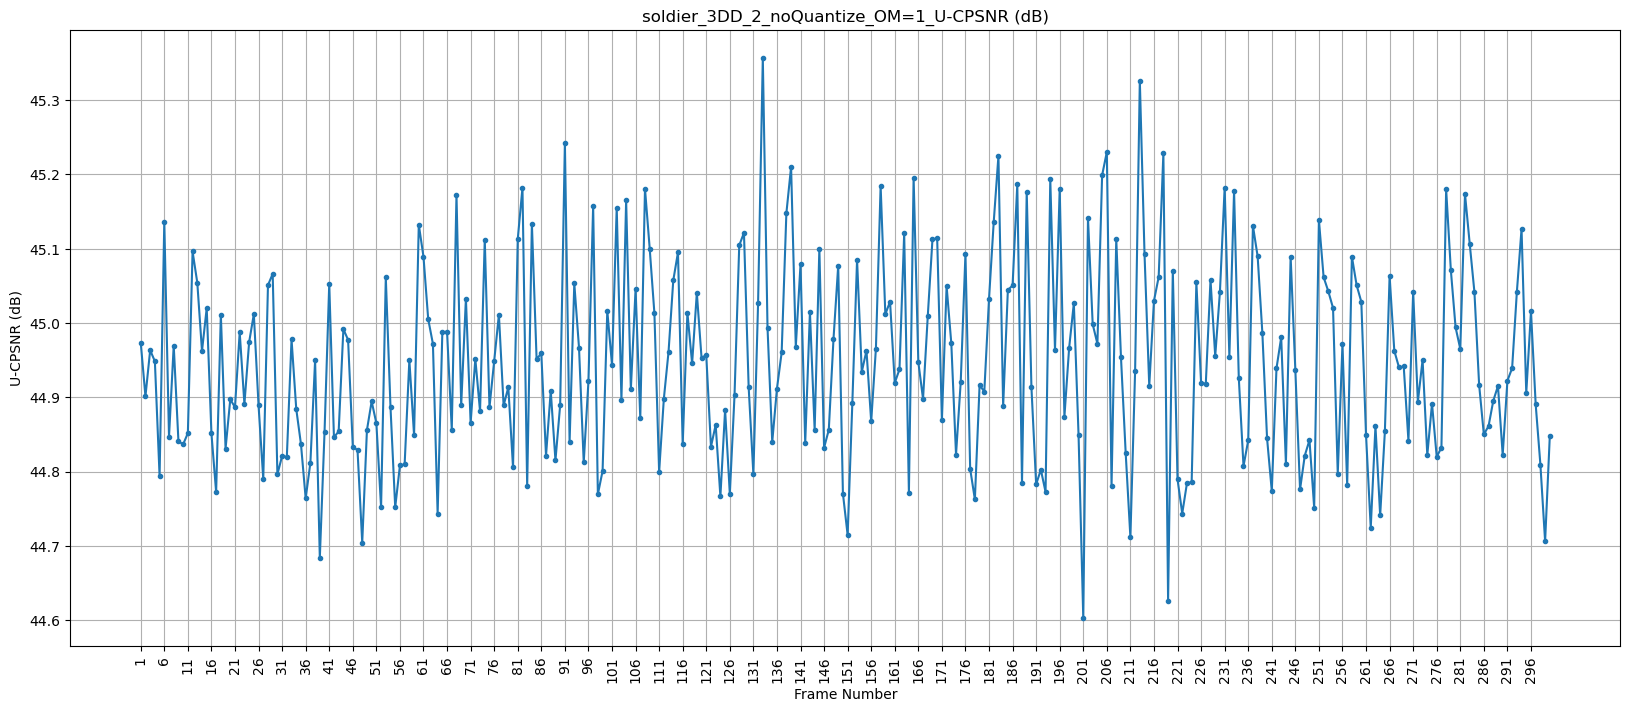 soldier_3DD_2_noQuantize_OM=1_U-CPSNR (dB)
U-CPSNR (dB)
45.3
45.2
45.1
45.0
44.9
44.8
44.7
44.6
1 6 11 16 21 26 31 36 41 46 51 56 61 66 71 76 81 86 91 96 101 106 111 116 121 126 131 136 141 146 151 156 161 166 171 176 181 186 191 196 201 206 211 216 221 226 231 236 241 246 251 256 261 266 271 276 281 286 291 296
Frame Number